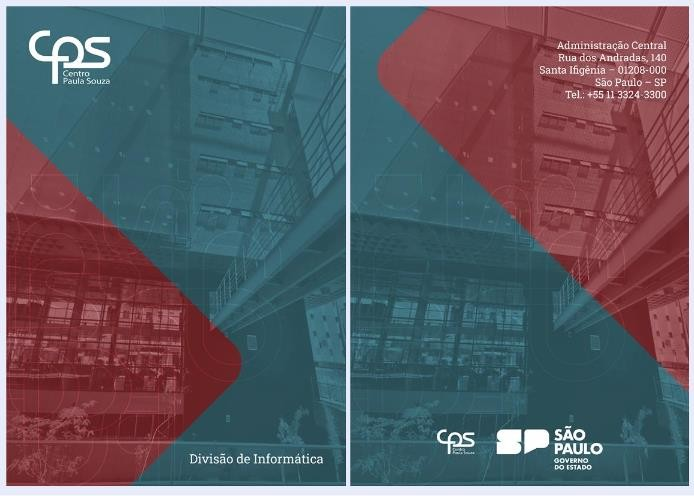 CPS
Centro
Paula Souza
Divisão de Informática
Administração Central
Rua dos Andradas, 140
Santa Ifigênia – 01208-000
São Paulo – SP
Tel.: +55 11 3324-3300
CPS
Centro
Paula Souza
SP
SÃO
PAULO
GOVERNO
DO ESTADO